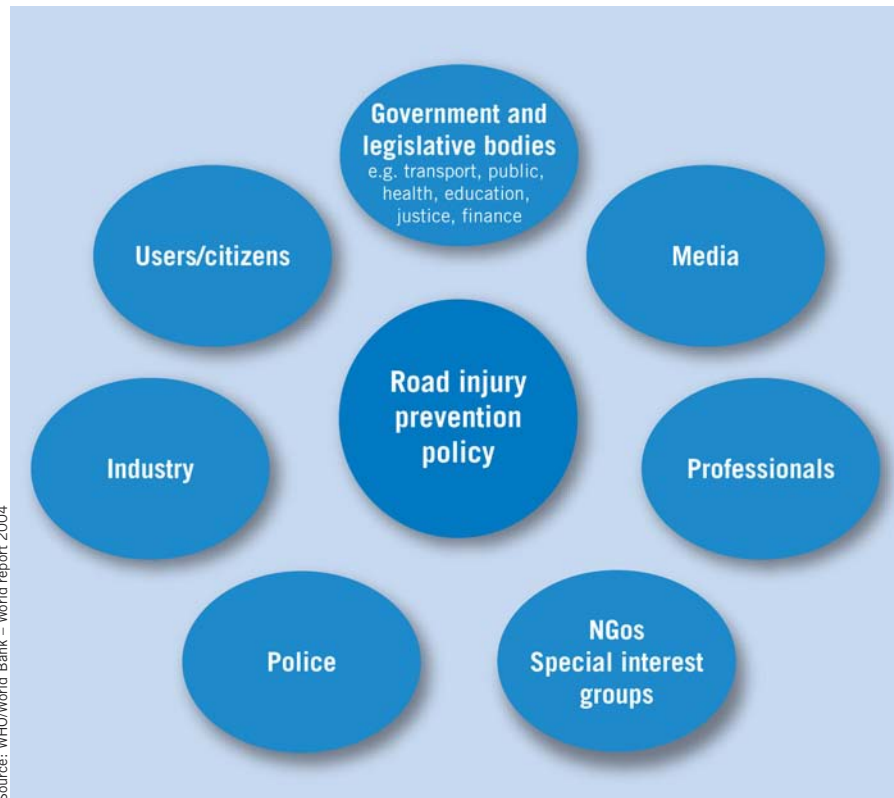 Government and
legislative bodies
e.g. transport, public,
health, education,
justice, finance
Users/citizens
Media
Road injury
prevention
policy
Industry
Professionals
Police
NGos
Special interest
groups
Source: WHO/World Bank – World report 2004